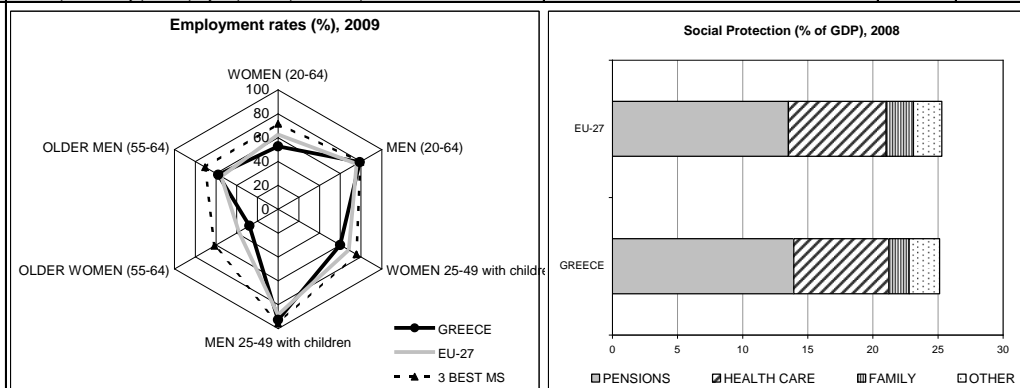 Employment rates (%), 2009
WOMEN (20-64)
100
80
60
40
20
0
OLDER MEN (55-64)
MEN (20-64)
OLDER WOMEN (55-64)
WOMEN 25-49 with childre
MEN 25-49 with children
GREECE
EU-27
3 BEST MS
Social Protection (% of GDP), 2008
EU-27
GREECE
0 5 10 15 20 25 30
PENSIONS HEALTH CARE FAMILY OTHER